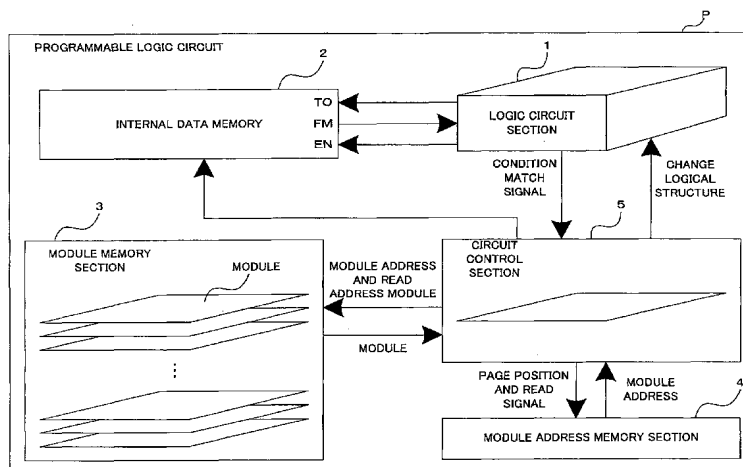 P
PROGRAMMABLE LOGIC CIRCUIT
1
2
TO
INTERNAL DATA MEMORY
FM
EN
LOGIC CIRCUIT
SECTION
CONDITION
MATCH
SIGNAL
CHANGE
LOGICAL
STRUCTURE
3
5
MODULE MEMORY
SECTION
MODULE
CIRCUIT
CONTROL
SECTION
MODULE ADDRESS
AND READ
ADDRESS MODULE
MODULE
PAGE POSITION
AND READ
SIGNAL
MODULE
ADDRESS
4
MODULE ADDRESS MEMORY SECTION